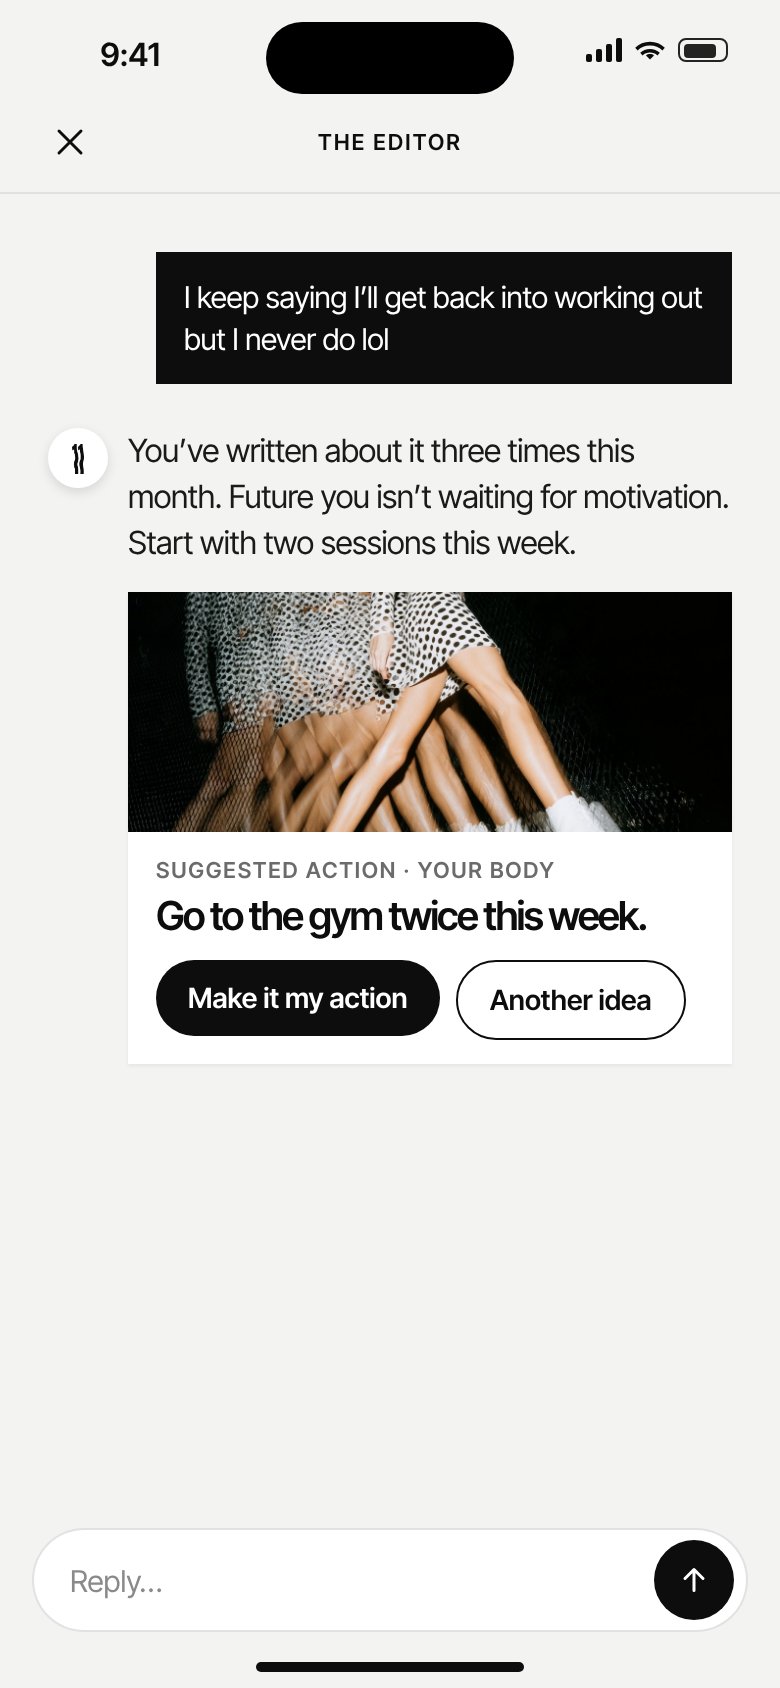 9:41
THE EDITOR
I keep saying I’ll get back into working out
but I never do lol
You’ve written about it three times this
month. Future you isn’t waiting for motivation.
Start with two sessions this week.
SUGGESTED ACTION · YOUR BODY
Go to the gym twice this week.
Make it my action
Another idea
Reply...